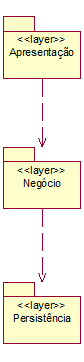 <<layer>>
Apresentação
<<layer>>
Negócio
<<layer>>
Persistência